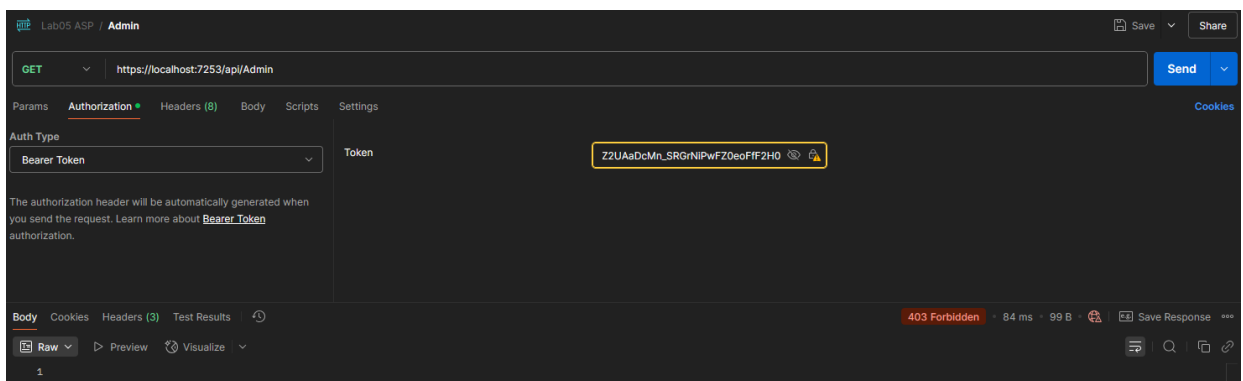 HTTP Lab05 ASP / Admin Save Share
GET https://localhost:7253/api/Admin Send
Params Authorization Headers (8) Body Scripts Settings Cookies
Auth Type
Bearer Token
Token Z2UAaDcMn_SRGrNiPwFZ0eoFfF2H0
The authorization header will be automatically generated when
you send the request. Learn more about Bearer Token
authorization.
Body Cookies Headers (3) Test Results 403 Forbidden • 84 ms • 99 B • Save Response
Raw Preview Visualize
1